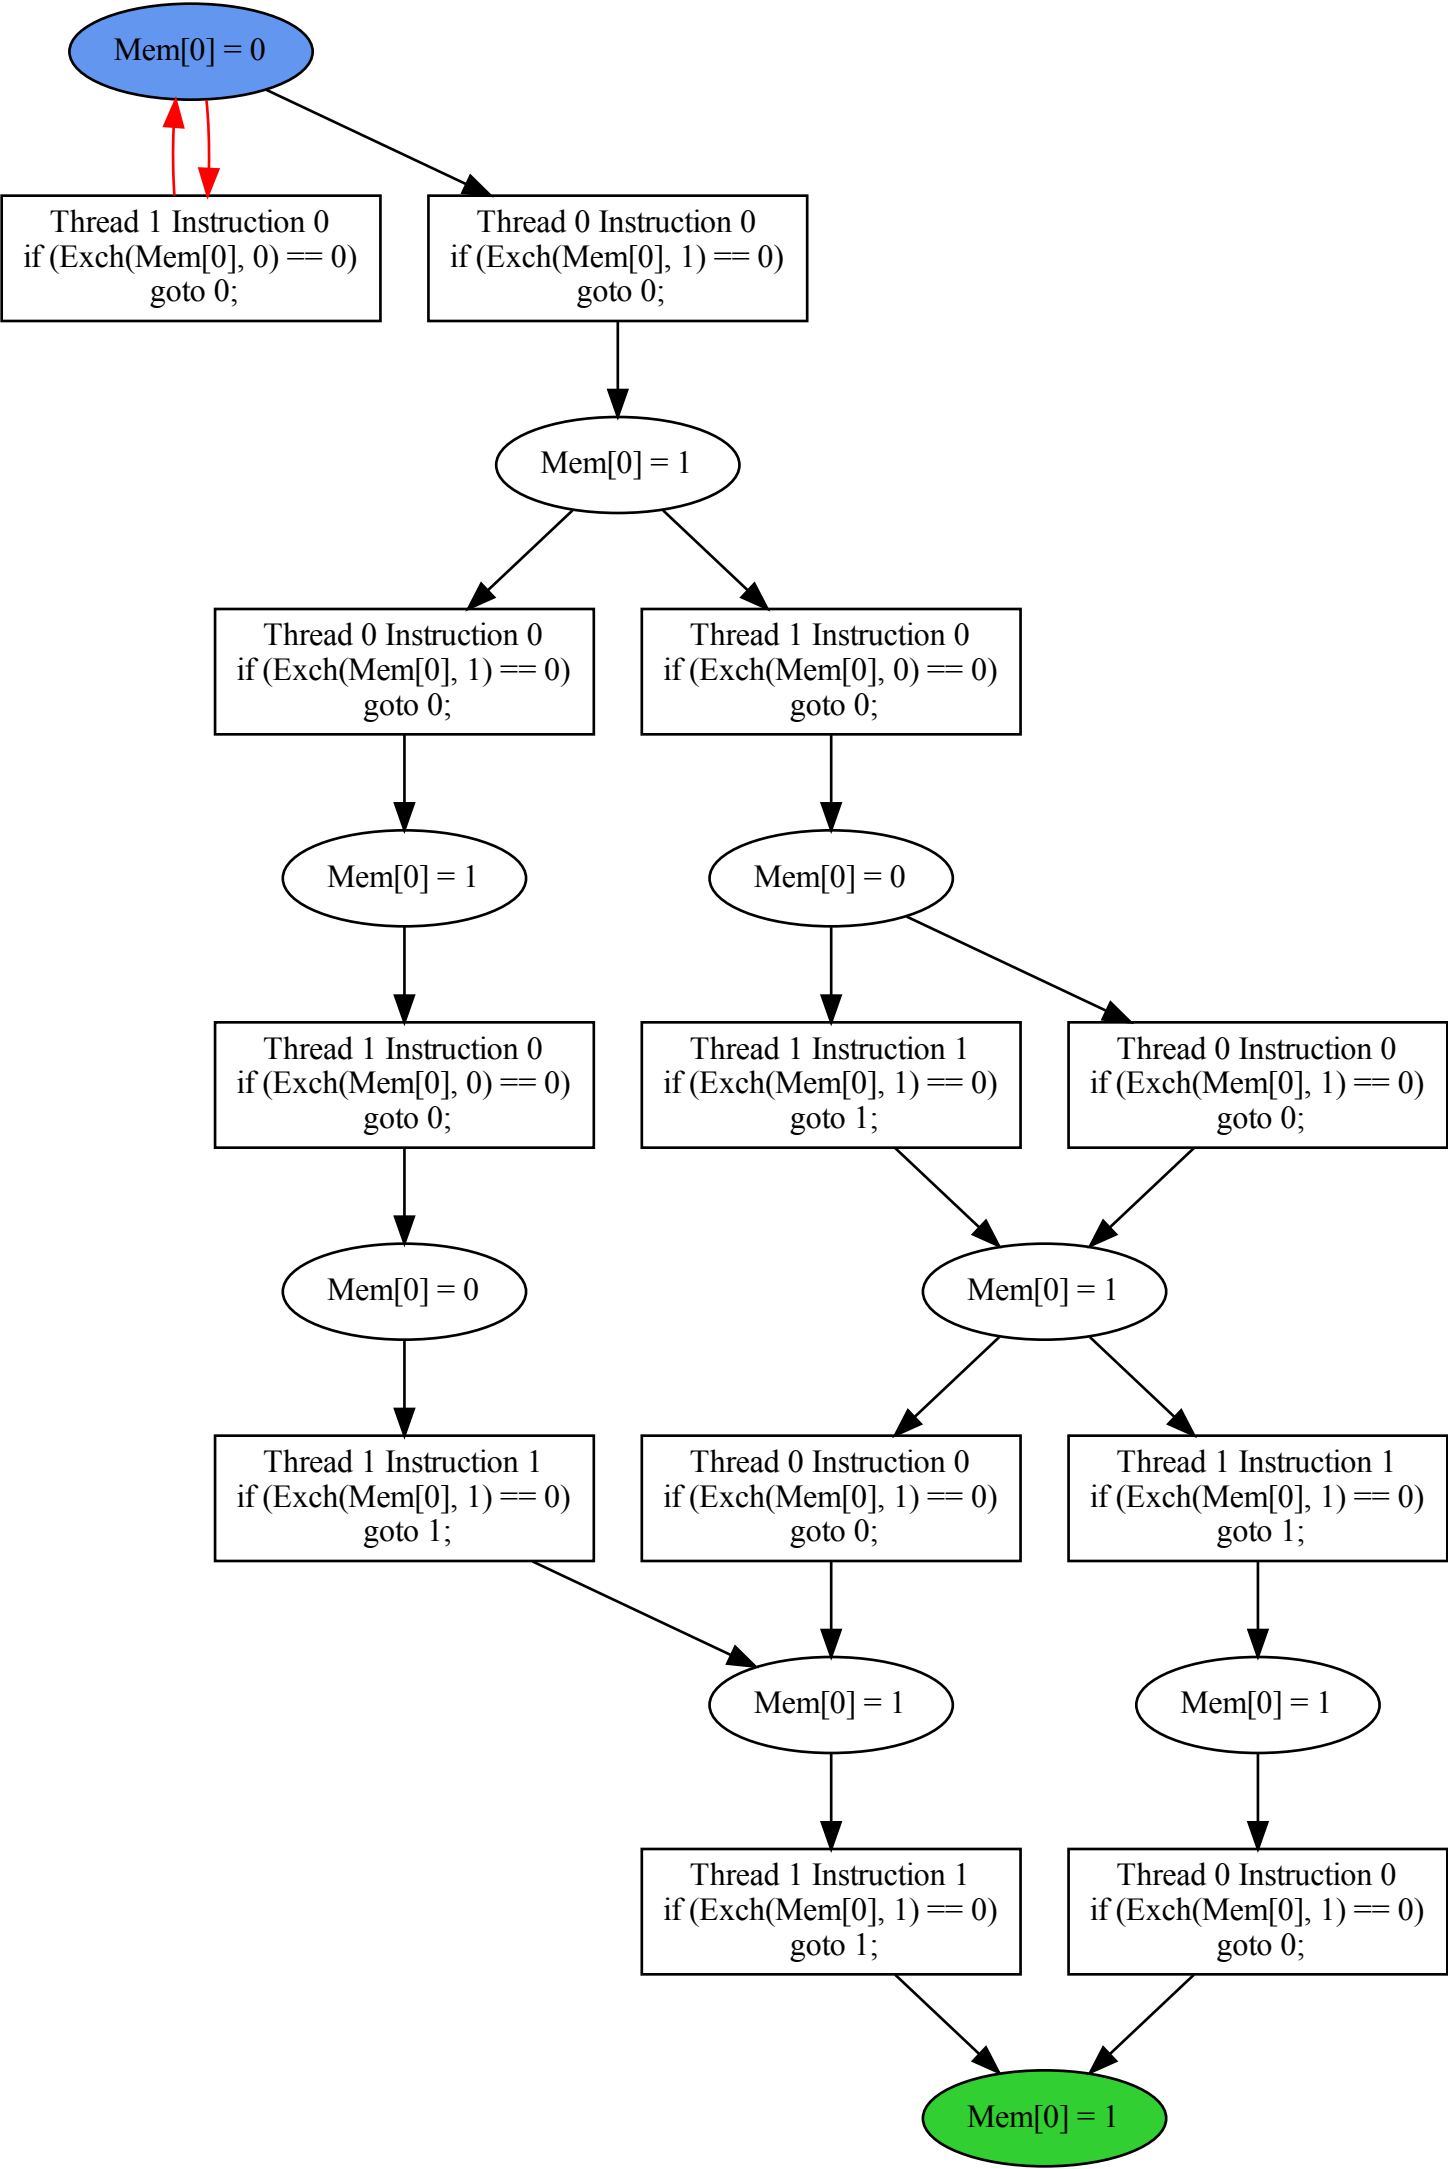 Mem[0] = 0
Thread 1 Instruction 0
if (Exch(Mem[0], 0) == 0)
goto 0;
Thread 0 Instruction 0
if (Exch(Mem[0], 1) == 0)
goto 0;
Mem[0] = 1
Thread 0 Instruction 0
if (Exch(Mem[0], 1) == 0)
goto 0;
Thread 1 Instruction 0
if (Exch(Mem[0], 0) == 0)
goto 0;
Mem[0] = 1
Mem[0] = 0
Thread 1 Instruction 0
if (Exch(Mem[0], 0) == 0)
goto 0;
Thread 1 Instruction 1
if (Exch(Mem[0], 1) == 0)
goto 1;
Thread 0 Instruction 0
if (Exch(Mem[0], 1) == 0)
goto 0;
Mem[0] = 0
Mem[0] = 1
Thread 1 Instruction 1
if (Exch(Mem[0], 1) == 0)
goto 1;
Thread 0 Instruction 0
if (Exch(Mem[0], 1) == 0)
goto 0;
Thread 1 Instruction 1
if (Exch(Mem[0], 1) == 0)
goto 1;
Mem[0] = 1
Mem[0] = 1
Thread 1 Instruction 1
if (Exch(Mem[0], 1) == 0)
goto 1;
Thread 0 Instruction 0
if (Exch(Mem[0], 1) == 0)
goto 0;
Mem[0] = 1